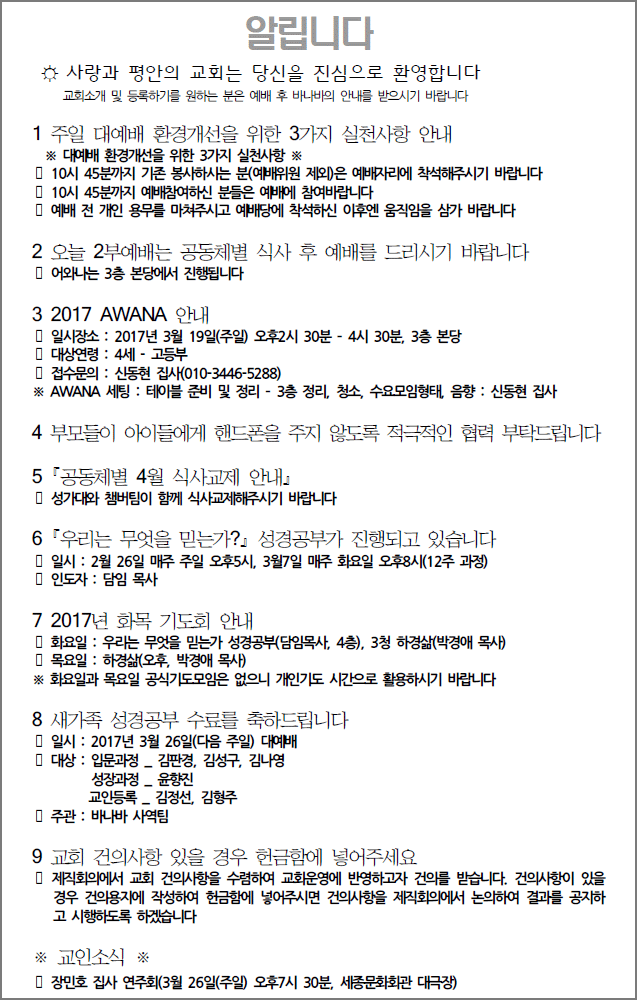 알립니다
☼ 사랑과 평안의 교회는 당신을 진심으로 환영합니다
교회소개 및 등록하기를 원하는 분은 예배 후 바나바의 안내를 받으시기 바랍니다
1 주일 대예배 환경개선을 위한 3가지 실천사항 안내
※ 대예배 환경개선을 위한 3가지 실천사항 ※
▯ 10시 45분까지 기존 봉사하시는 분(예배위원 제외)은 예배자리에 착석해주시기 바랍니다
▯ 10시 45분까지 예배참여하신 분들은 예배에 참여바랍니다
▯ 예배 전 개인 용무를 마쳐주시고 예배당에 착석하신 이후엔 움직임을 삼가 바랍니다
2 오늘 2부예배는 공동체별 식사 후 예배를 드리시기 바랍니다
▯ 어와나는 3층 본당에서 진행됩니다
3 2017 AWANA 안내
▯ 일시장소 : 2017년 3월 19일(주일) 오후2시 30분 - 4시 30분, 3층 본당
▯ 대상연령 : 4세 - 고등부
▯ 접수문의 : 신동현 집사(010-3446-5288)
※ AWANA 세팅 : 테이블 준비 및 정리 - 3층 정리, 청소, 수요모임형태, 음향 : 신동현 집사
4 부모들이 아이들에게 핸드폰을 주지 않도록 적극적인 협력 부탁드립니다
5 『공동체별 4월 식사교제 안내』
▯ 성가대와 챔버팀이 함께 식사교제해주시기 바랍니다
6 『우리는 무엇을 믿는가?』 성경공부가 진행되고 있습니다
▯ 일시 : 2월 26일 매주 주일 오후5시, 3월7일 매주 화요일 오후8시(12주 과정)
▯ 인도자 : 담임 목사
7 2017년 화목 기도회 안내
▯ 화요일 : 우리는 무엇을 믿는가 성경공부(담임목사, 4층), 3청 하경삶(박경애 목사)
▯ 목요일 : 하경삶(오후, 박경애 목사)
※ 화요일과 목요일 공식기도모임은 없으니 개인기도 시간으로 활용하시기 바랍니다
8 새가족 성경공부 수료를 축하드립니다
▯ 일시 : 2017년 3월 26일(다음 주일) 대예배
▯ 대상 : 입문과정 _ 김판경, 김성구, 김나영
성장과정 _ 윤향진
교인등록 _ 김정선, 김형주
▯ 주관 : 바나바 사역팀
9 교회 건의사항 있을 경우 헌금함에 넣어주세요
▯ 제직회의에서 교회 건의사항을 수렴하여 교회운영에 반영하고자 건의를 받습니다. 건의사항이 있을
경우 건의용지에 작성하여 헌금함에 넣어주시면 건의사항을 제직회의에서 논의하여 결과를 공지하
고 시행하도록 하겠습니다
※ 교인소식 ※
▯ 장민호 집사 연주회(3월 26일(주일) 오후7시 30분, 세종문화회관 대극장)